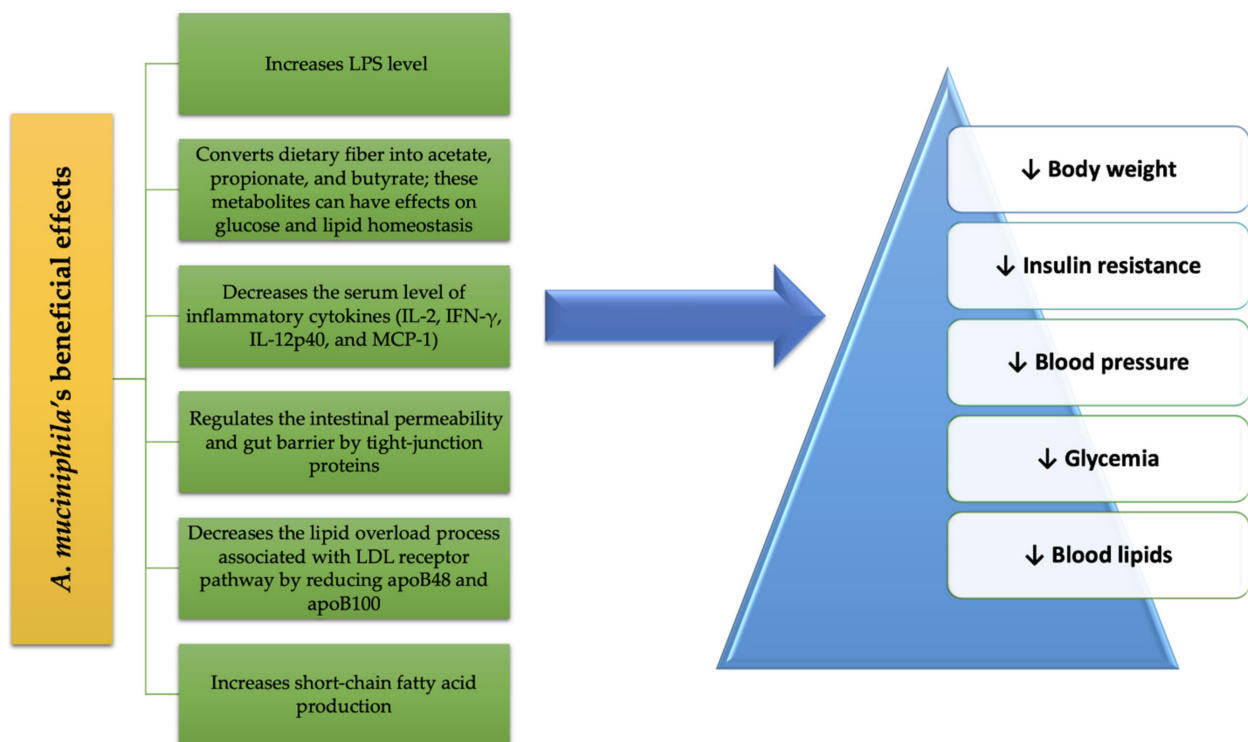 A. muciniphila's beneficial effects
Increases LPS level
Converts dietary fiber into acetate,
propionate, and butyrate; these
metabolites can have effects on
glucose and lipid homeostasis
Decreases the serum level of
inflammatory cytokines (IL-2, IFN-γ,
IL-12p40, and MCP-1)
Regulates the intestinal permeability
and gut barrier by tight-junction
proteins
Decreases the lipid overload process
associated with LDL receptor
pathway by reducing apoB48 and
apoB100
Increases short-chain fatty acid
production
↓ Body weight
↓ Insulin resistance
↓ Blood pressure
↓ Glycemia
↓ Blood lipids